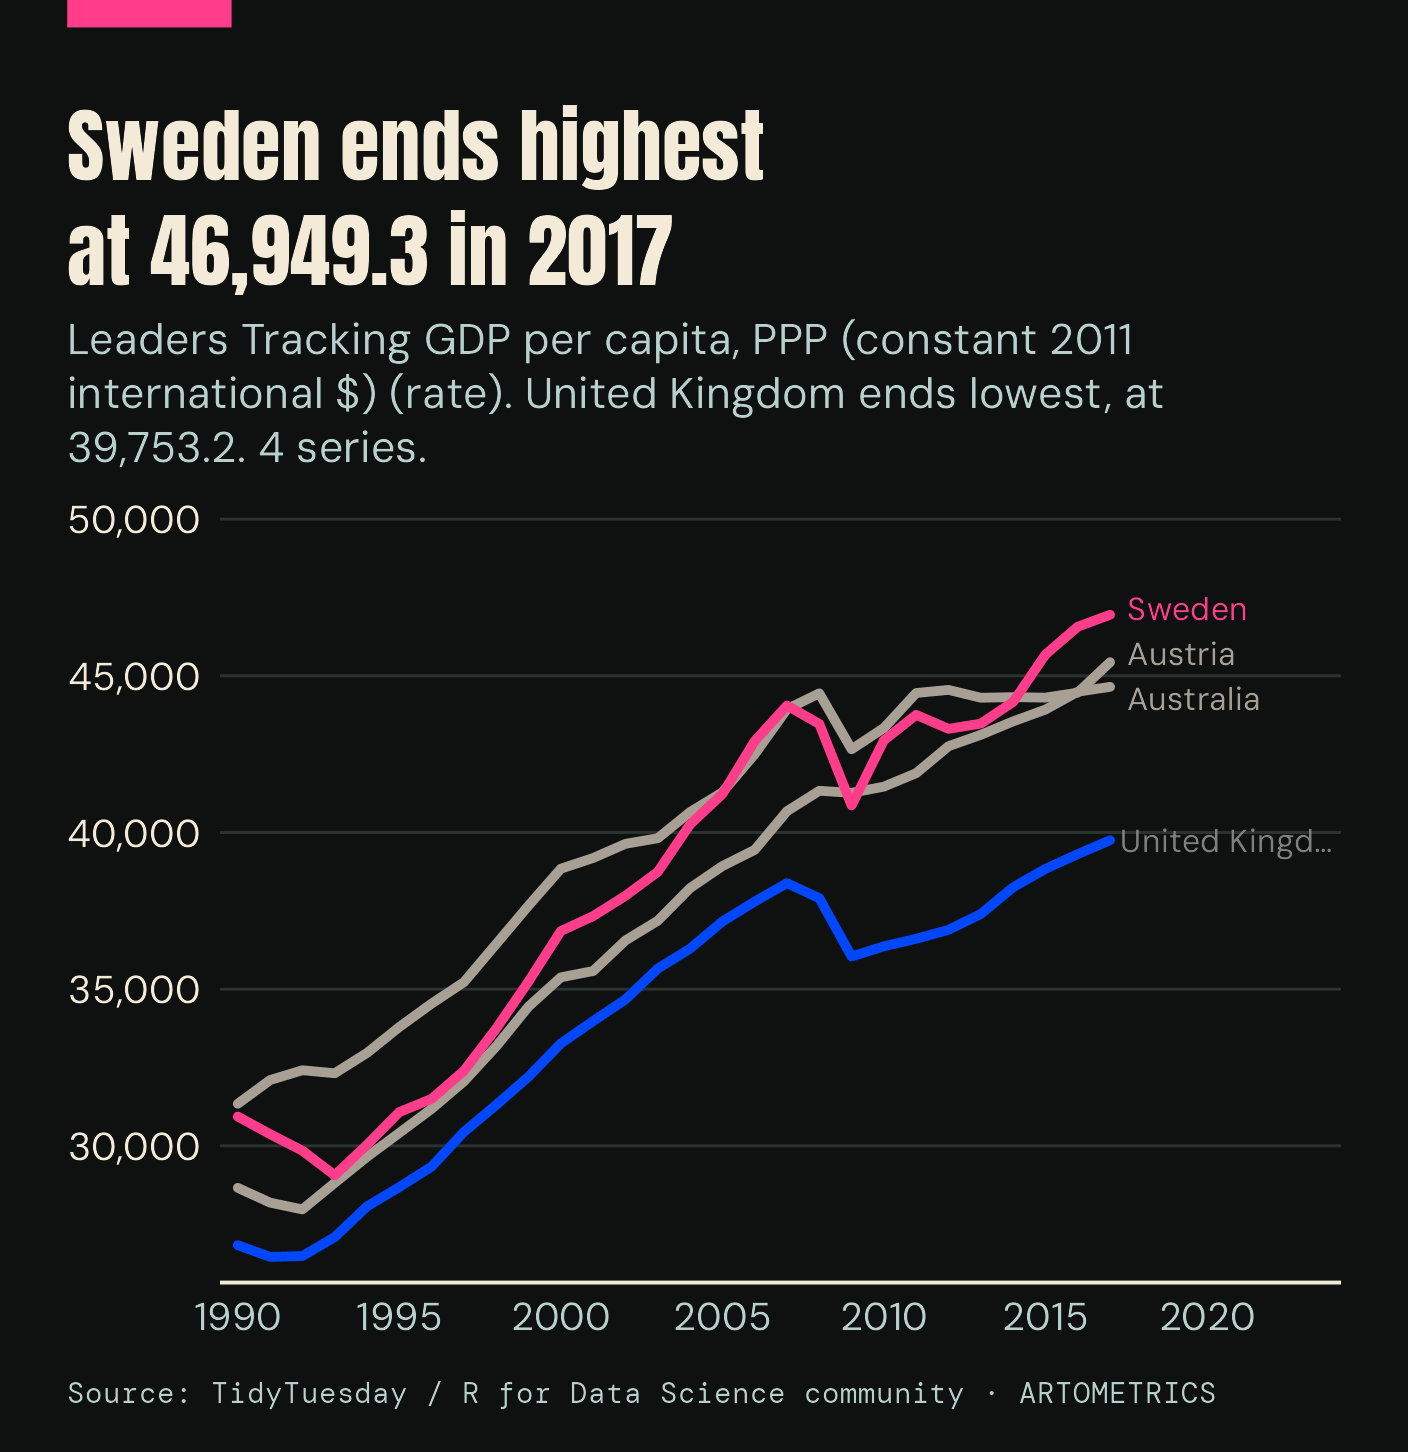 Sweden ends highest
at 46,949.3 in 2017
Leaders Tracking GDP per capita, PPP (constant 2011
international $) (rate). United Kingdom ends lowest, at
39,753.2. 4 series.
50,000
Sweden
Austria
45,000
Australia
40,000
United Kingd…
35,000
30,000
1990 1995 2000 2005 2010 2015 2020
Source: TidyTuesday / R for Data Science community · ARTOMETRICS